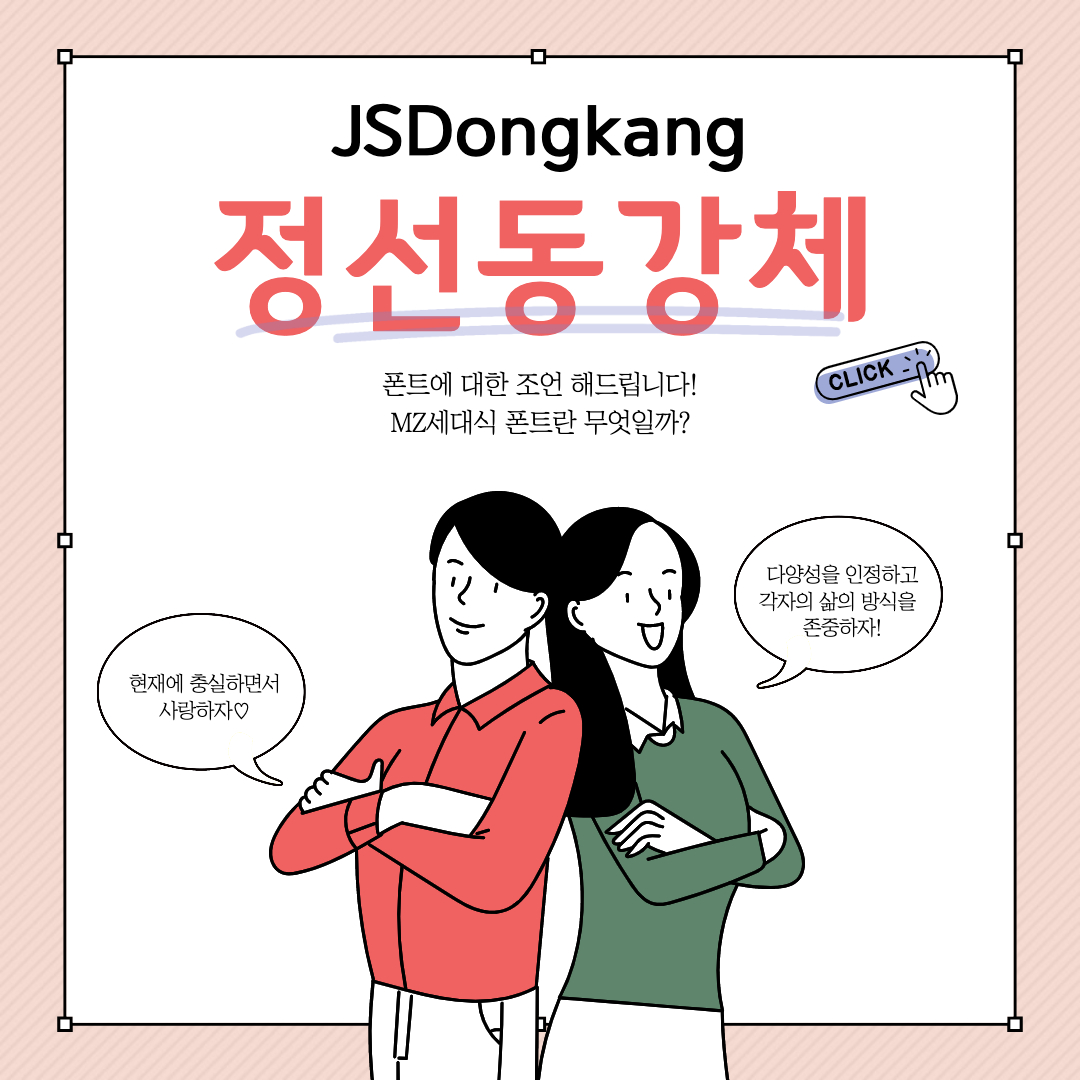 JSDongkang
정선동강체
폰트에 대한 조언 해드립니다!
MZ세대식 폰트란 무엇일까?
CLICK
다양성을 인정하고
각자의 삶의 방식을
존중하자!
현재에 충실하면서
사랑하자♡